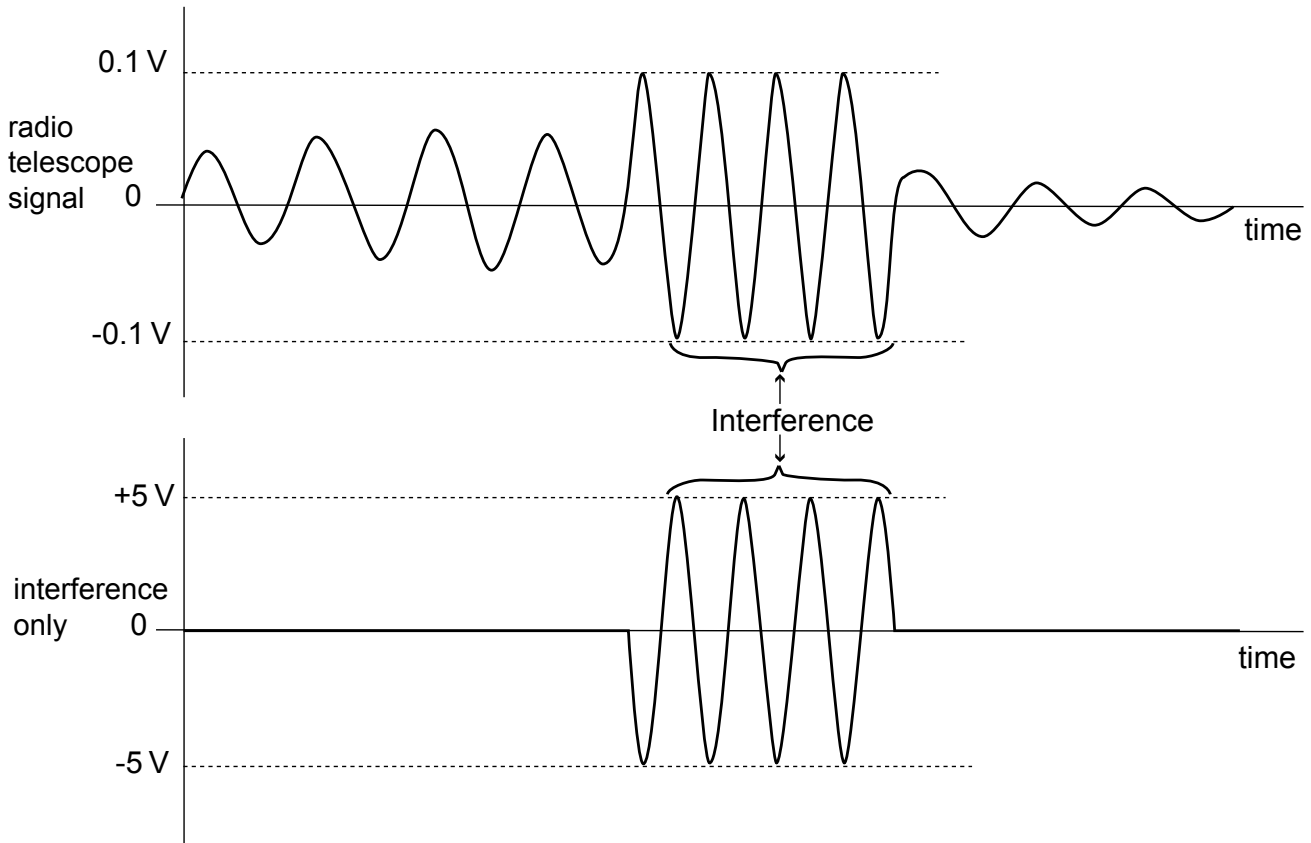 0.1 V
radio
telescope
signal
0
time
-0.1 V
Interference
+5 V
interference
only
0
time
-5 V